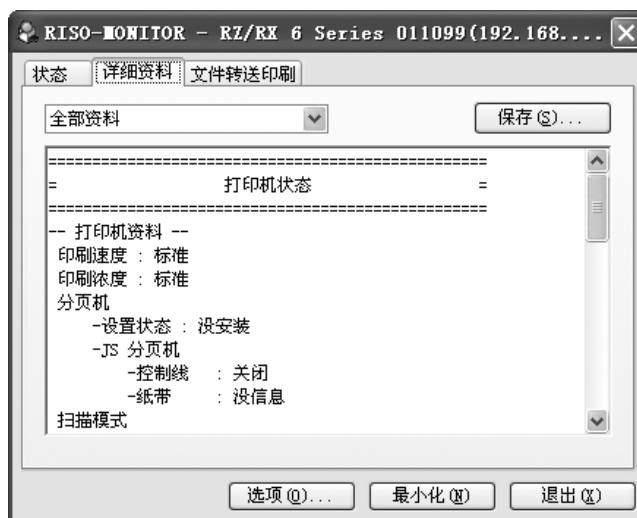 RISO-MONITOR - RZ/RX 6 Series 011099(192.168....
状态 详细资料 文件转送印刷
全部资料 保存(S)...
==================================================
= 打印机状态 =
==================================================
-- 打印机资料 --
印刷速度 : 标准
印刷浓度 : 标准
分页机
-设置状态 : 没安装
-JS 分页机
-控制线 : 关闭
-纸带 : 没信息
扫描模式
选项(O)... 最小化(N) 退出(X)